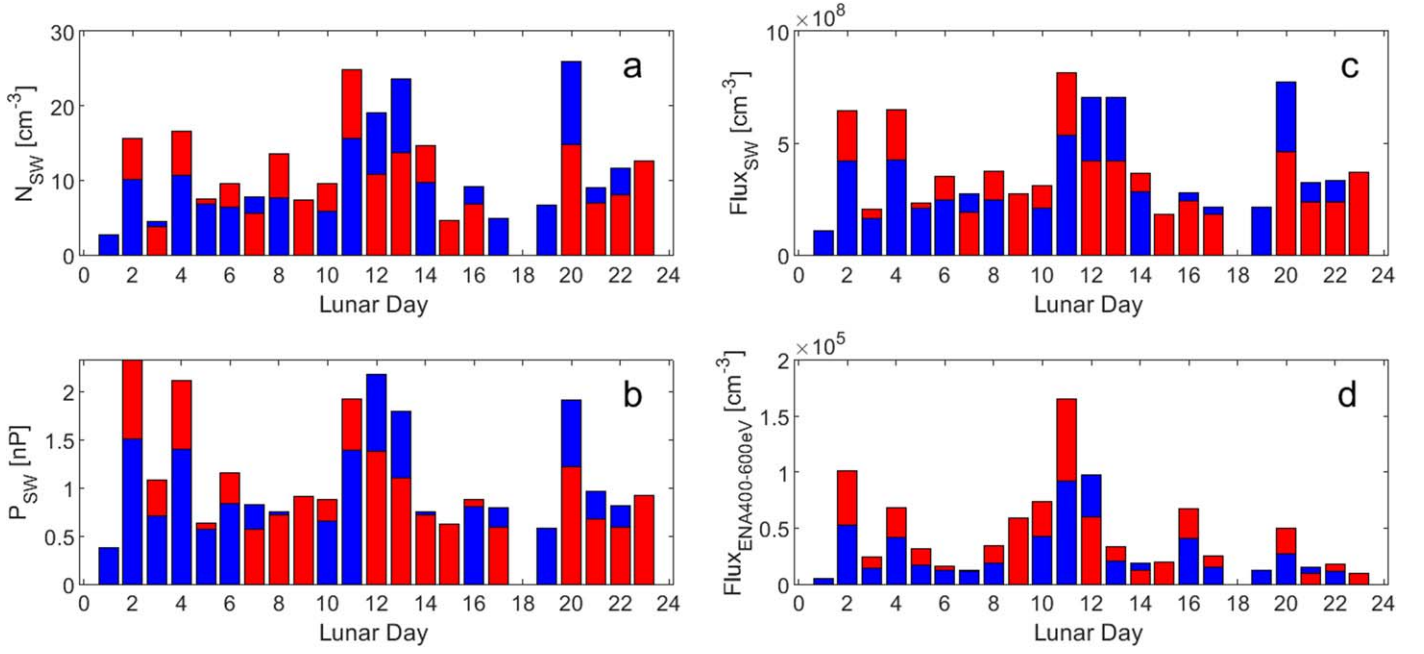 30
20
10
0
N_SW [cm^-3]
a
0 2 4 6 8 10 12 14 16 18 20 22 24
Lunar Day
×10^8
10
5
0
Flux_SW [cm^-3]
c
0 2 4 6 8 10 12 14 16 18 20 22 24
Lunar Day
2
1.5
1
0.5
0
P_SW [nP]
b
0 2 4 6 8 10 12 14 16 18 20 22 24
Lunar Day
×10^5
2
1.5
1
0.5
0
Flux_ENA400-600eV [cm^-3]
d
0 2 4 6 8 10 12 14 16 18 20 22 24
Lunar Day